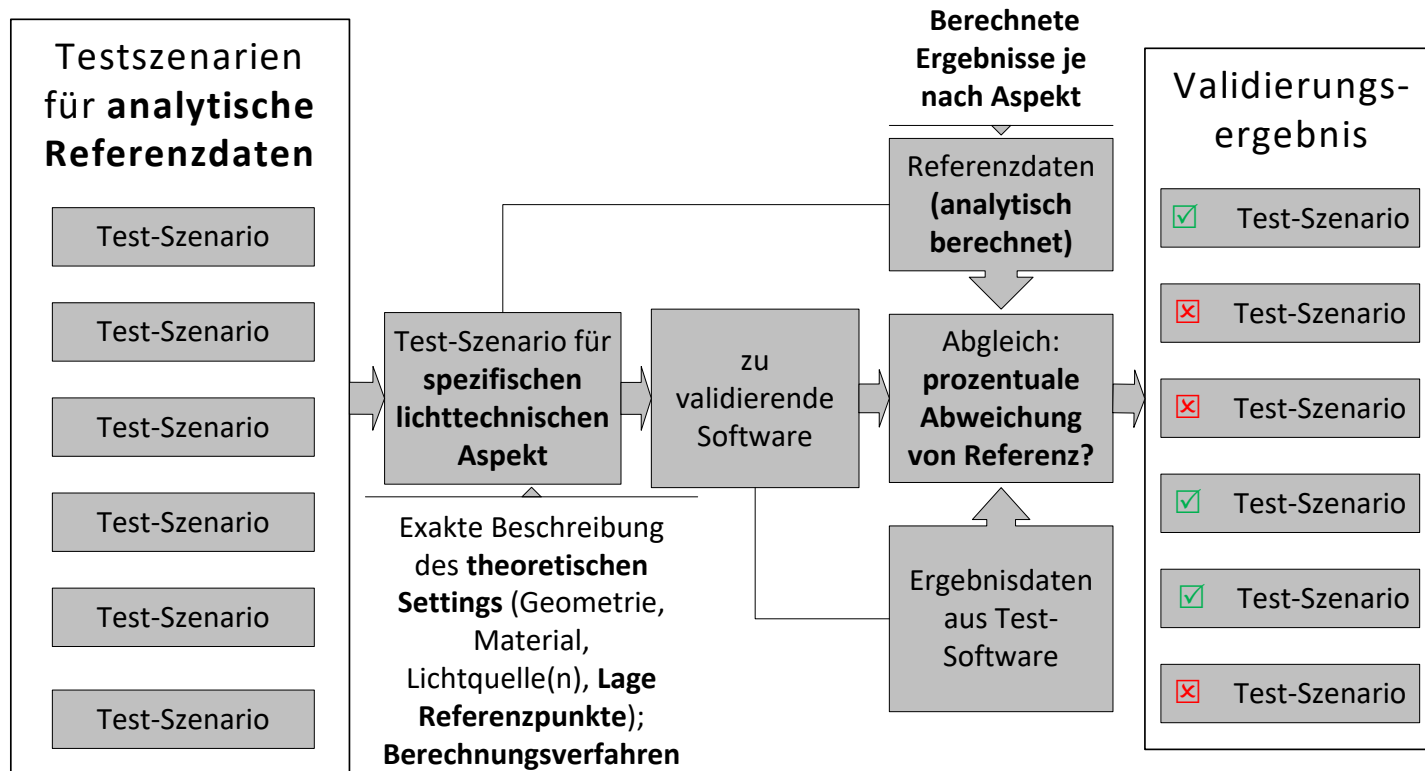 Testszenarien
für analytische
Referenzdaten
Test-Szenario
Test-Szenario
Test-Szenario
Test-Szenario
Test-Szenario
Test-Szenario
Test-Szenario für
spezifischen
lichttechnischen
Aspekt
Exakte Beschreibung
des theoretischen
Settings (Geometrie,
Material,
Lichtquelle(n), Lage
Referenzpunkte);
Berechnungsverfahren
zu
validierende
Software
Berechnete
Ergebnisse je
nach Aspekt
Referenzdaten
(analytisch
berechnet)
Abgleich:
prozentuale
Abweichung
von Referenz?
Ergebnisdaten
aus Test-
Software
Validierungs-
ergebnis
Test-Szenario
Test-Szenario
Test-Szenario
Test-Szenario
Test-Szenario
Test-Szenario